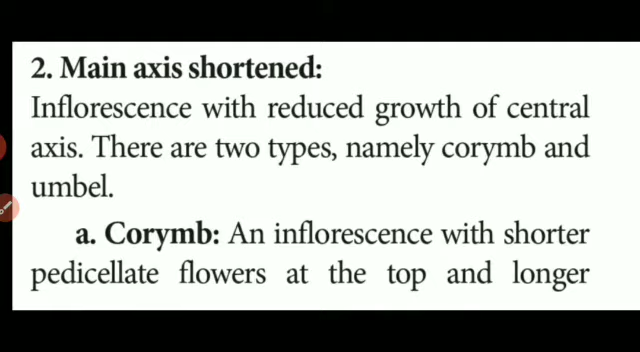 2. Main axis shortened:
Inflorescence with reduced growth of central
axis. There are two types, namely corymb and
umbel.
a. Corymb: An inflorescence with shorter
pedicellate flowers at the top and longer